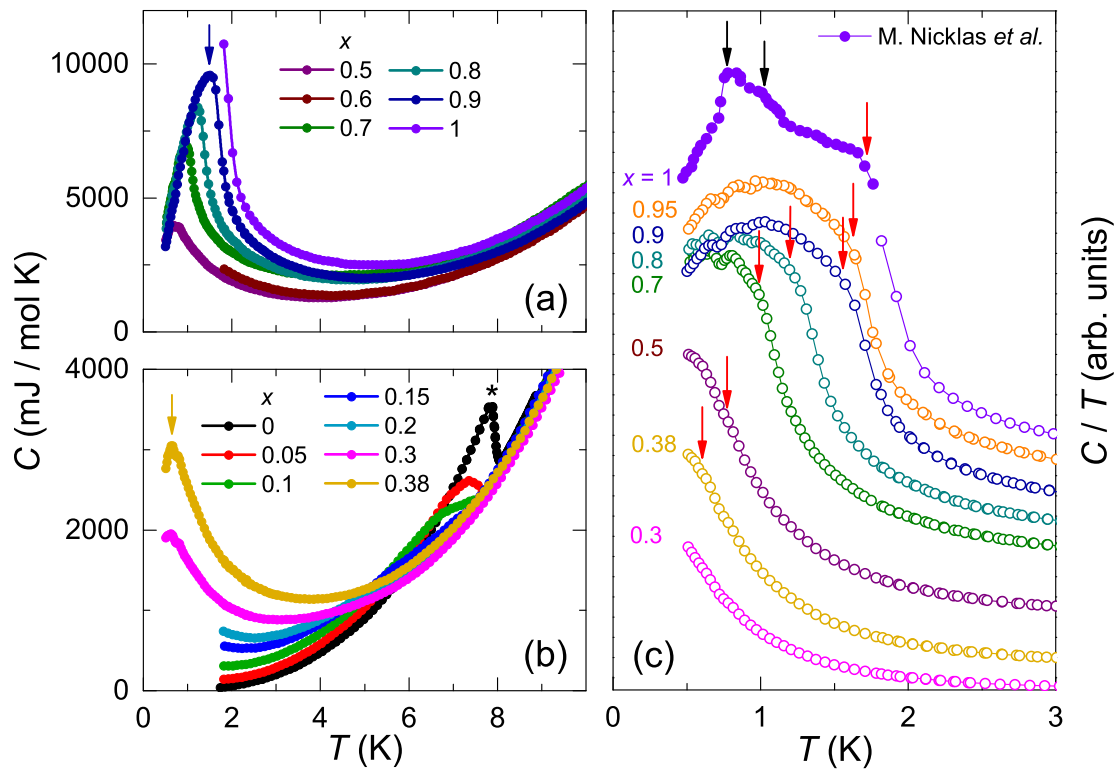 x
0.5
0.6
0.7
0.8
0.9
1
10000
5000
0
(a)
x
0
0.05
0.1
0.15
0.2
0.3
0.38
*
4000
2000
0
(b)
0 2 4 6 8
T (K)
C (mJ / mol K)
M. Nicklas et al.
x = 1
0.95
0.9
0.8
0.7
0.5
0.38
0.3
(c)
0 1 2 3
T (K)
C / T (arb. units)